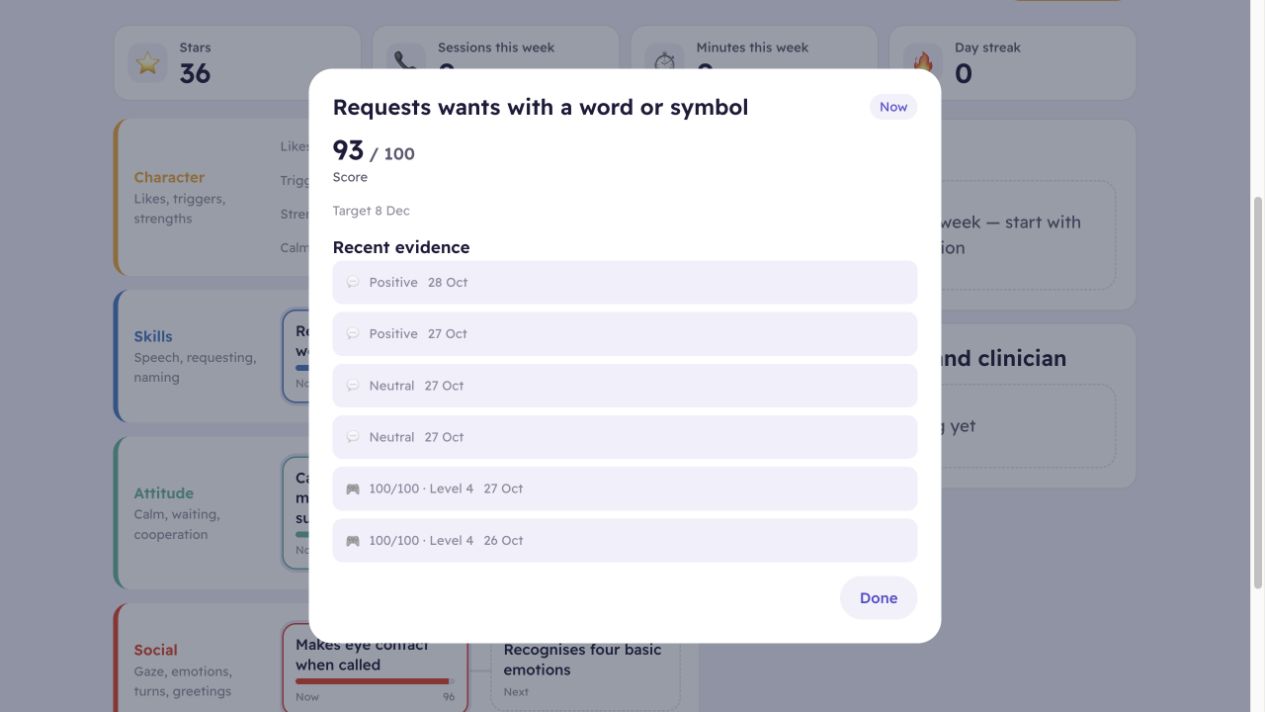 Stars
36
Sessions this week
Minutes this week
Day streak
0
Requests wants with a word or symbol
Now
93 / 100
Score
Target 8 Dec
Recent evidence
Positive 28 Oct
Positive 27 Oct
Neutral 27 Oct
Neutral 27 Oct
100/100 · Level 4 27 Oct
100/100 · Level 4 26 Oct
Done
Character
Likes, triggers,
strengths
Likes
Skills
Speech, requesting,
naming
Attitude
Calm, waiting,
cooperation
Social
Gaze, emotions,
turns, greetings
Makes eye contact
when called
Now
96
Recognises four basic
emotions
Next
week — start with
and clinician
yet